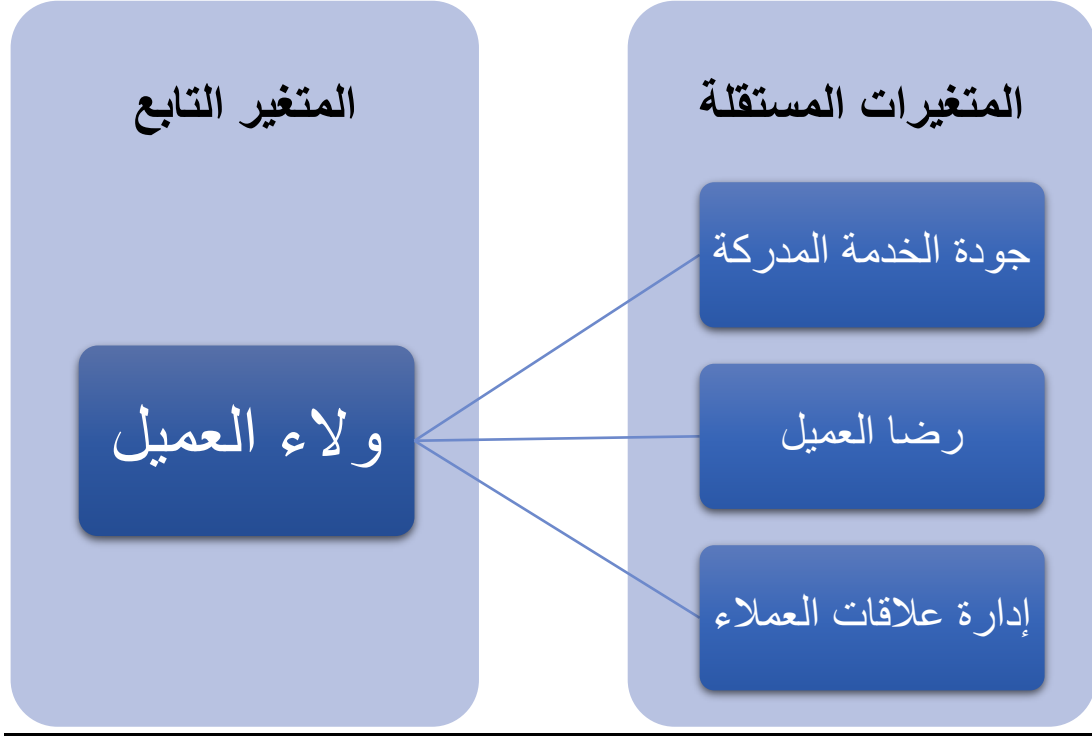 المتغيرات المستقلة
جودة الخدمة المدركة
رضا العميل
إدارة علاقات العملاء
المتغير التابع
ولاء العميل